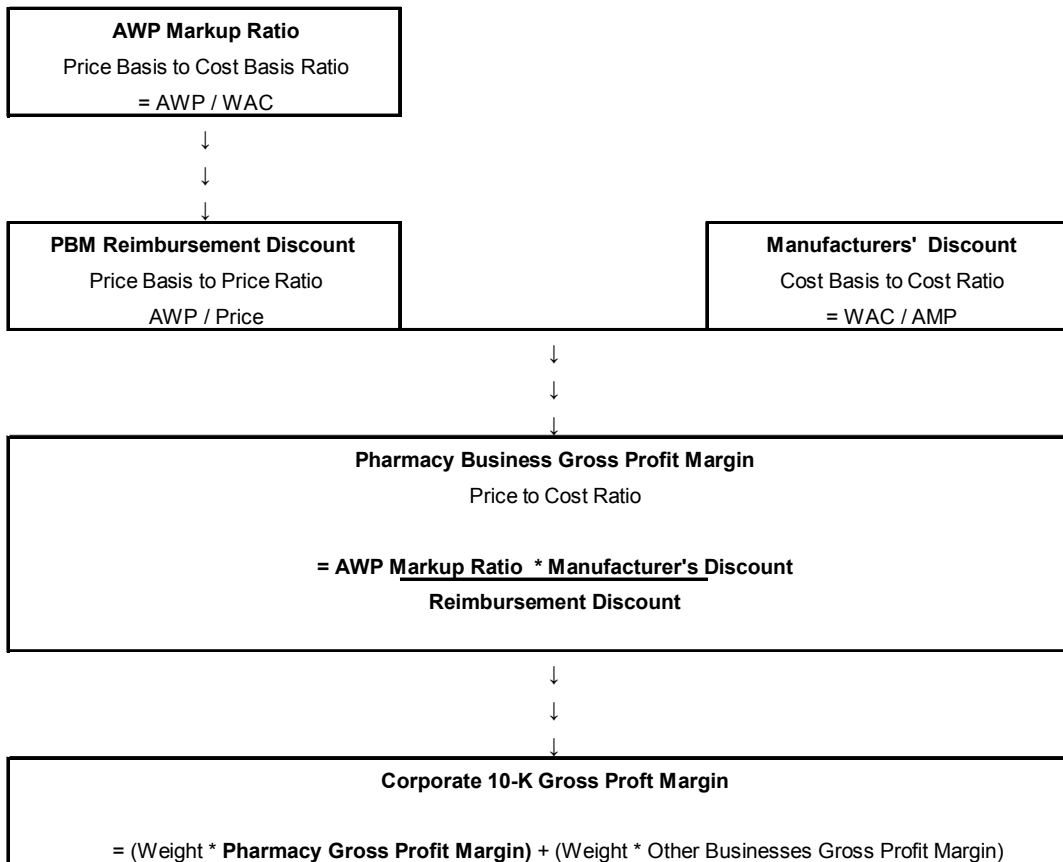 AWP Markup Ratio
Price Basis to Cost Basis Ratio
= AWP / WAC
↓
↓
↓
PBM Reimbursement Discount
Price Basis to Price Ratio
AWP / Price
Manufacturers' Discount
Cost Basis to Cost Ratio
= WAC / AMP
↓
↓
↓
Pharmacy Business Gross Profit Margin
Price to Cost Ratio
= AWP Markup Ratio * Manufacturer's Discount
Reimbursement Discount
↓
↓
↓
Corporate 10-K Gross Proft Margin
= (Weight * Pharmacy Gross Profit Margin) + (Weight * Other Businesses Gross Profit Margin)